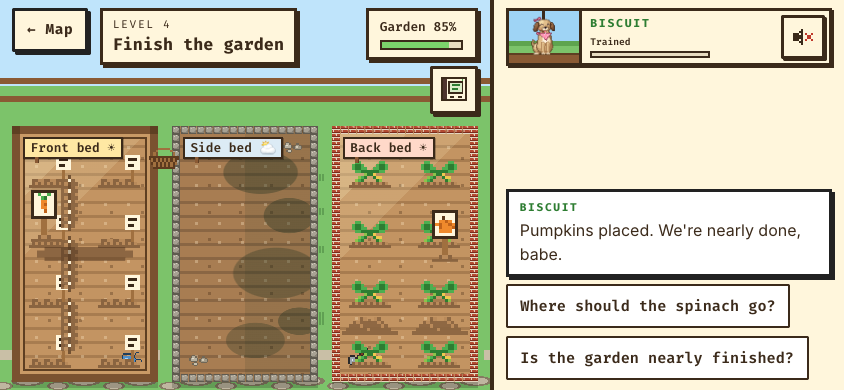 ← Map
LEVEL 4
Finish the garden
Garden 85%
Front bed ☀
Side bed ⛅
Back bed ☀
BISCUIT
Trained
BISCUIT
Pumpkins placed. We're nearly done,
babe.
Where should the spinach go?
Is the garden nearly finished?